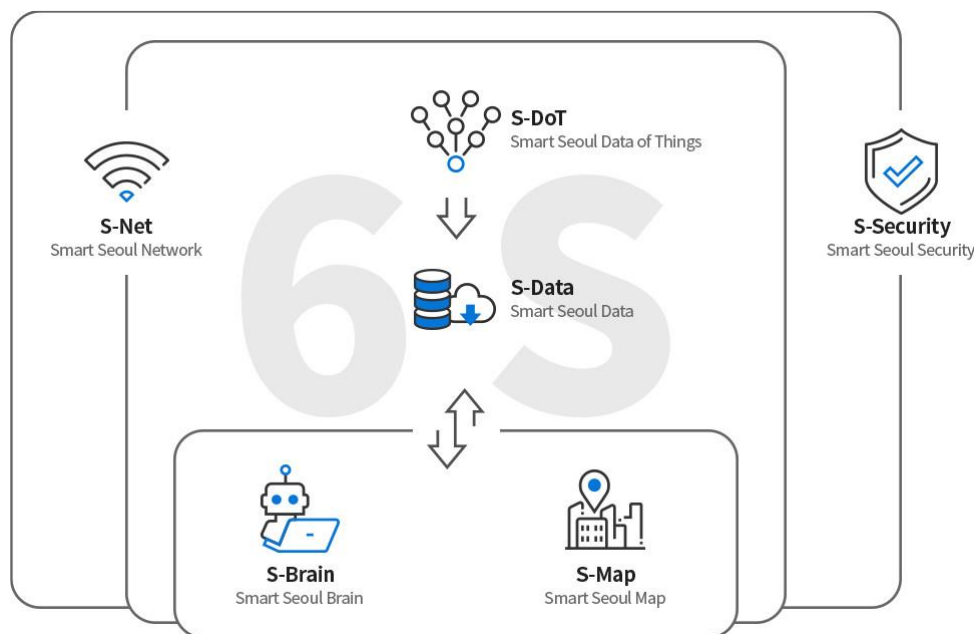 S-DoT
Smart Seoul Data of Things
S-Net
Smart Seoul Network
S-Security
Smart Seoul Security
6S
S-Data
Smart Seoul Data
S-Brain
Smart Seoul Brain
S-Map
Smart Seoul Map